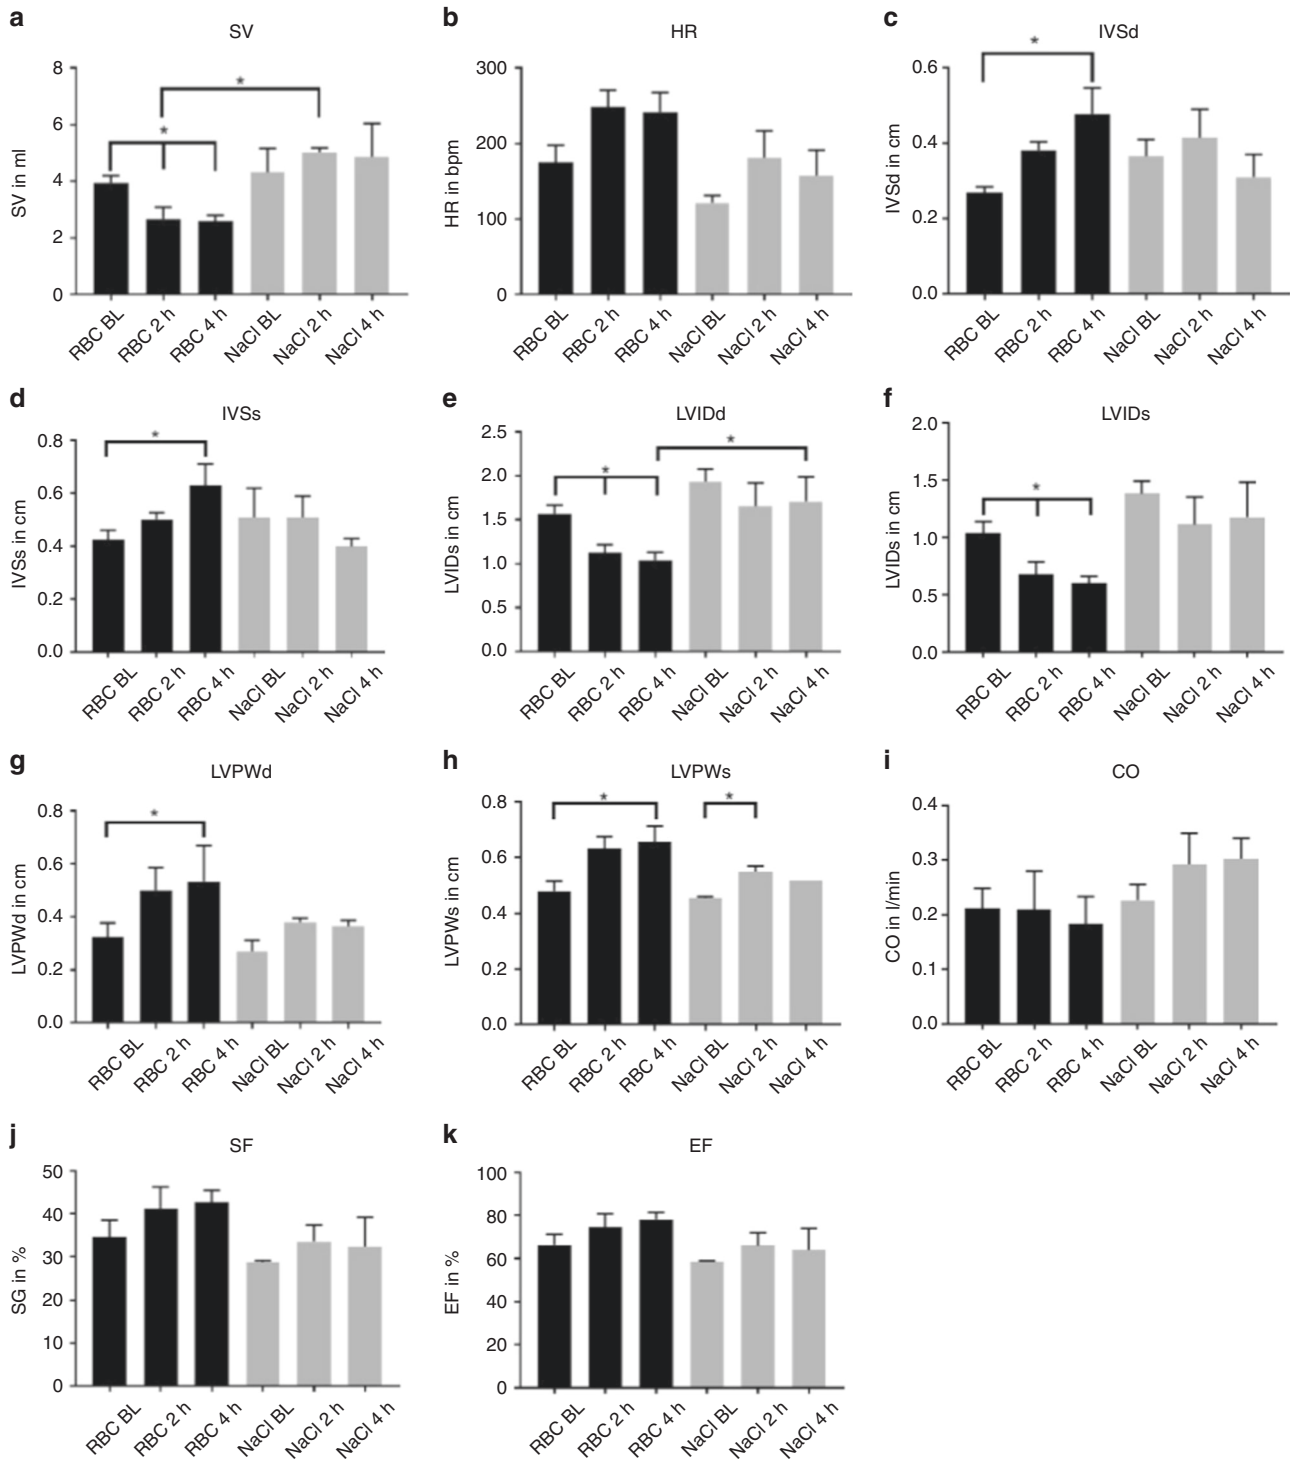 a
SV
SV in ml
8
6
4
2
0
*
*
RBC BL
RBC 2 h
RBC 4 h
NaCl BL
NaCl 2 h
NaCl 4 h
b
HR
HR in bpm
300
200
100
0
RBC BL
RBC 2 h
RBC 4 h
NaCl BL
NaCl 2 h
NaCl 4 h
c
IVSd
IVSd in cm
0.6
0.4
0.2
0.0
*
RBC BL
RBC 2 h
RBC 4 h
NaCl BL
NaCl 2 h
NaCl 4 h
d
IVSs
IVSs in cm
0.8
0.6
0.4
0.2
0.0
*
RBC BL
RBC 2 h
RBC 4 h
NaCl BL
NaCl 2 h
NaCl 4 h
e
LVIDd
LVIDs in cm
2.5
2.0
1.5
1.0
0.5
0.0
*
*
RBC BL
RBC 2 h
RBC 4 h
NaCl BL
NaCl 2 h
NaCl 4 h
f
LVIDs
LVIDs in cm
2.0
1.5
1.0
0.5
0.0
*
RBC BL
RBC 2 h
RBC 4 h
NaCl BL
NaCl 2 h
NaCl 4 h
g
LVPWd
LVPWd in cm
0.8
0.6
0.4
0.2
0.0
*
RBC BL
RBC 2 h
RBC 4 h
NaCl BL
NaCl 2 h
NaCl 4 h
h
LVPWs
LVPWs in cm
0.8
0.6
0.4
0.2
0.0
*
*
RBC BL
RBC 2 h
RBC 4 h
NaCl BL
NaCl 2 h
NaCl 4 h
i
CO
CO in l/min
0.4
0.3
0.2
0.1
0.0
RBC BL
RBC 2 h
RBC 4 h
NaCl BL
NaCl 2 h
NaCl 4 h
j
SF
SG in %
50
40
30
20
10
0
RBC BL
RBC 2 h
RBC 4 h
NaCl BL
NaCl 2 h
NaCl 4 h
k
EF
EF in %
100
80
60
40
20
0
RBC BL
RBC 2 h
RBC 4 h
NaCl BL
NaCl 2 h
NaCl 4 h